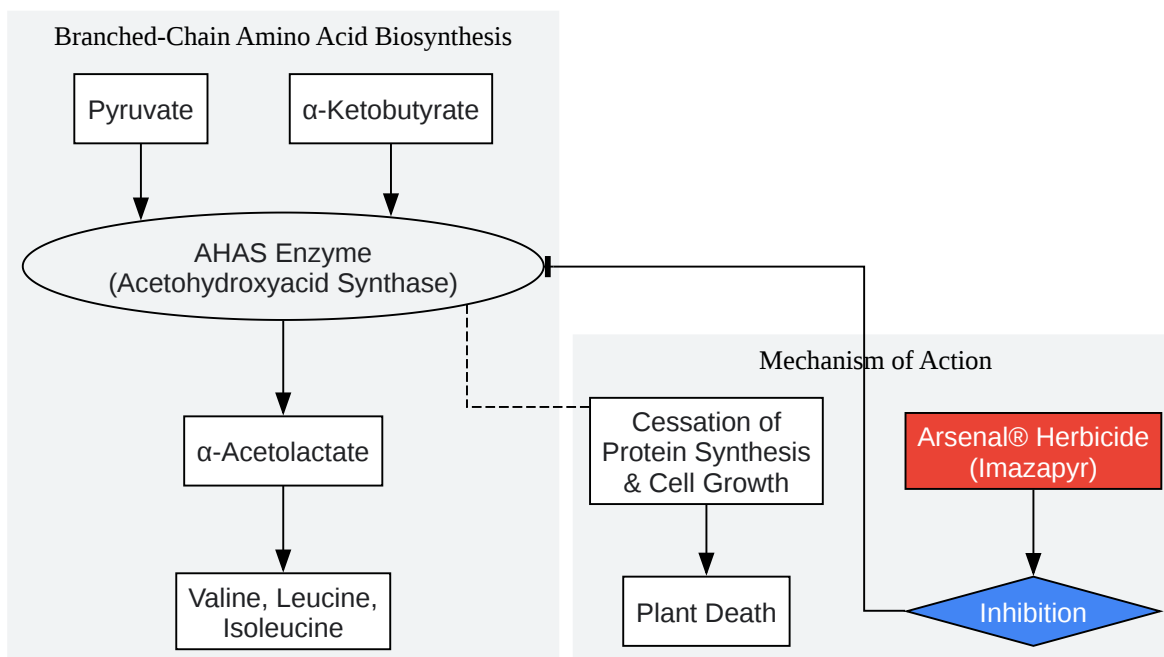 Branched-Chain Amino Acid Biosynthesis
Pyruvate
α-Ketobutyrate
AHAS Enzyme
(Acetohydroxyacid Synthase)
α-Acetolactate
Valine, Leucine,
Isoleucine
Mechanism of Action
Cessation of
Protein Synthesis
& Cell Growth
Arsenal® Herbicide
(Imazapyr)
Plant Death
Inhibition